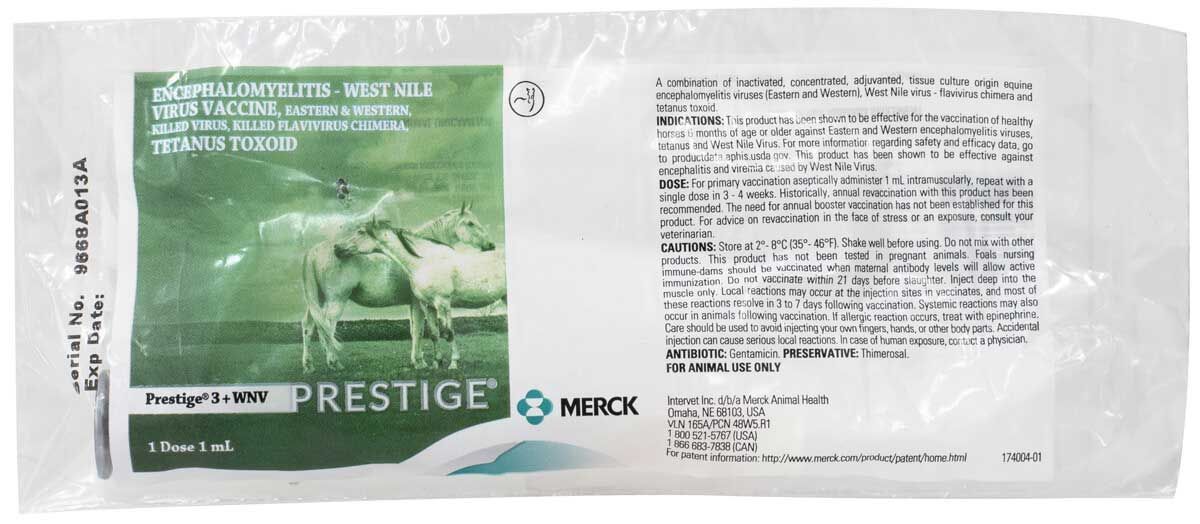 ENCEPHALOMYELITIS - WEST NILE
VIRUS VACCINE, EASTERN & WESTERN,
KILLED VIRUS, KILLED FLAVIVIRUS CHIMERA,
TETANUS TOXOID
Serial No. 9668A013A
Exp Date:
Prestige® 3 + WNV
PRESTIGE®
1 Dose 1 mL
MERCK
A combination of inactivated, concentrated, adjuvanted, tissue culture origin equine
encephalomyelitis viruses (Eastern and Western), West Nile virus - flavivirus chimera and
tetanus toxoid.
INDICATIONS: This product has been shown to be effective for the vaccination of healthy
horses 6 months of age or older against Eastern and Western encephalomyelitis viruses,
tetanus and West Nile Virus. For more information regarding safety and efficacy data, go
to productdata.aphis.usda.gov. This product has been shown to be effective against
encephalitis and viremia caused by West Nile Virus.
DOSE: For primary vaccination aseptically administer 1 mL intramuscularly, repeat with a
single dose in 3 - 4 weeks. Historically, annual revaccination with this product has been
recommended. The need for annual booster vaccination has not been established for this
product. For advice on revaccination in the face of stress or an exposure, consult your
veterinarian.
CAUTIONS: Store at 2°- 8°C (35°- 46°F). Shake well before using. Do not mix with other
products. This product has not been tested in pregnant animals. Foals nursing
immune-dams should be vaccinated when maternal antibody levels will allow active
immunization. Do not vaccinate within 21 days before slaughter. Inject deep into the
muscle only. Local reactions may occur at the injection sites in vaccinates, and most of
these reactions resolve in 3 to 7 days following vaccination. Systemic reactions may also
occur in animals following vaccination. If allergic reaction occurs, treat with epinephrine.
Care should be used to avoid injecting your own fingers, hands, or other body parts. Accidental
injection can cause serious local reactions. In case of human exposure, contact a physician.
ANTIBIOTIC: Gentamicin. PRESERVATIVE: Thimerosal.
FOR ANIMAL USE ONLY
Intervet Inc. d/b/a Merck Animal Health
Omaha, NE 68103, USA
VLN 165A/PCN 48W5.R1
1 800 521-5767 (USA)
1 866 683-7838 (CAN)
For patent information: http://www.merck.com/product/patent/home.html 174004-01